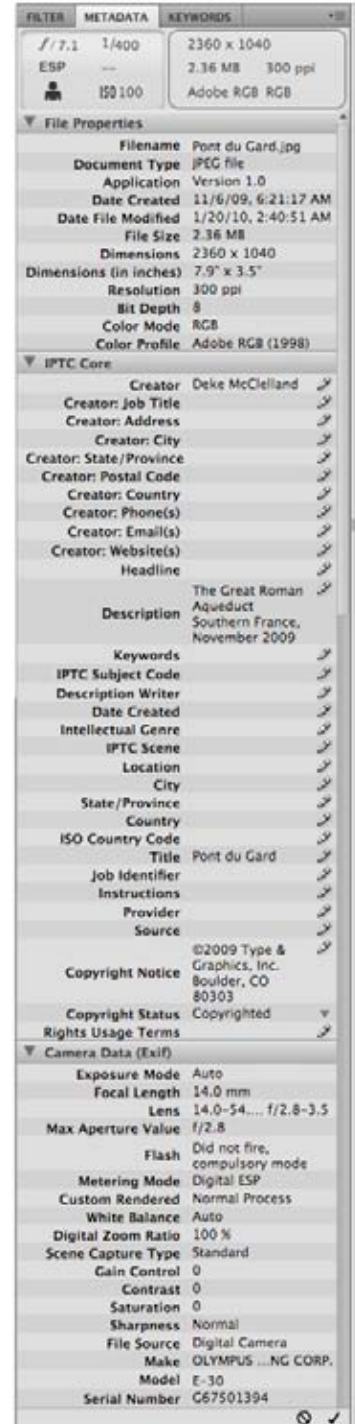 FILTER METADATA KEYWORDS
f/7.1 1/400 2360 x 1040
ESP -- 2.36 MB 300 ppi
ISO 100 Adobe RGB RGB
File Properties
Filename Pont du Gard.jpg
Document Type JPEG file
Application Version 1.0
Date Created 11/6/09, 6:21:17 AM
Date File Modified 1/20/10, 2:40:51 AM
File Size 2.36 MB
Dimensions 2360 x 1040
Dimensions (in inches) 7.9" x 3.5"
Resolution 300 ppi
Bit Depth 8
Color Mode RGB
Color Profile Adobe RGB (1998)
IPTC Core
Creator Deke McClelland
Creator: Job Title
Creator: Address
Creator: City
Creator: State/Province
Creator: Postal Code
Creator: Country
Creator: Phone(s)
Creator: Email(s)
Creator: Website(s)
Headline
Description The Great Roman
Aqueduct
Southern France,
November 2009
Keywords
IPTC Subject Code
Description Writer
Date Created
Intellectual Genre
IPTC Scene
Location
City
State/Province
Country
ISO Country Code
Title Pont du Gard
Job Identifier
Instructions
Provider
Source
Copyright Notice ©2009 Type &
Graphics, Inc.
Boulder, CO
80303
Copyright Status Copyrighted
Rights Usage Terms
Camera Data (Exif)
Exposure Mode Auto
Focal Length 14.0 mm
Lens 14.0-54.... f/2.8-3.5
Max Aperture Value f/2.8
Flash Did not fire,
compulsory mode
Metering Mode Digital ESP
Custom Rendered Normal Process
White Balance Auto
Digital Zoom Ratio 100 %
Scene Capture Type Standard
Gain Control 0
Contrast 0
Saturation 0
Sharpness Normal
File Source Digital Camera
Make OLYMPUS ...NG CORP.
Model E-30
Serial Number G67501394